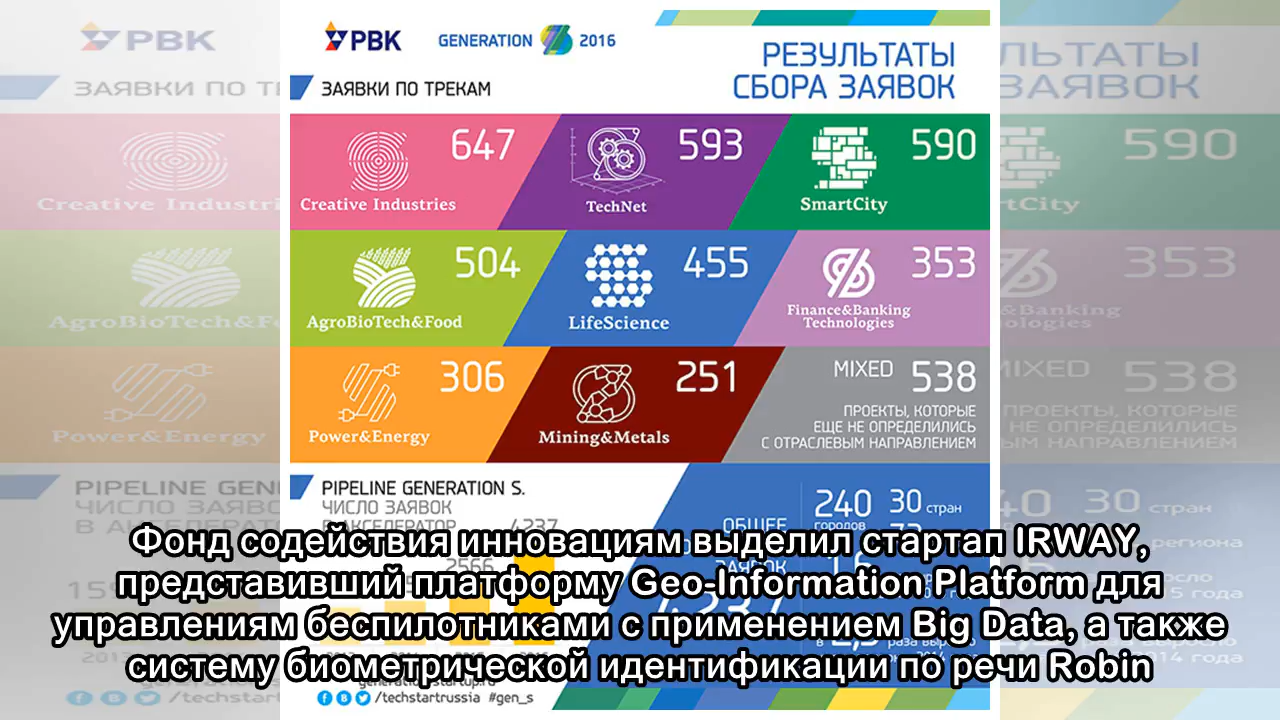 РВК
GENERATION S 2016
РЕЗУЛЬТАТЫ
СБОРА ЗАЯВОК
ЗАЯВКИ ПО ТРЕКАМ
647
Creative Industries
593
TechNet
590
SmartCity
504
AgroBioTech&Food
455
LifeScience
353
Finance&Banking
Technologies
306
Power&Energy
251
Mining&Metals
MIXED 538
ПРОЕКТЫ, КОТОРЫЕ
ЕЩЕ НЕ ОПРЕДЕЛИЛИСЬ
С ОТРАСЛЕВЫМ НАПРАВЛЕНИЕМ
PIPELINE GENERATION S.
ЧИСЛО ЗАЯВОК
В АКСЕЛЕРАТОР
4237
2566
ОБЩЕЕ
ЗАЯВОК
4237
240 городов
30 стран
Фонд содействия инновациям выделил стартап IRWAY,
представивший платформу Geo-Information Platform для
управлениям беспилотниками с применением Big Data, а также
систему биометрической идентификации по речи Robin
/techstartrussia #gen_s